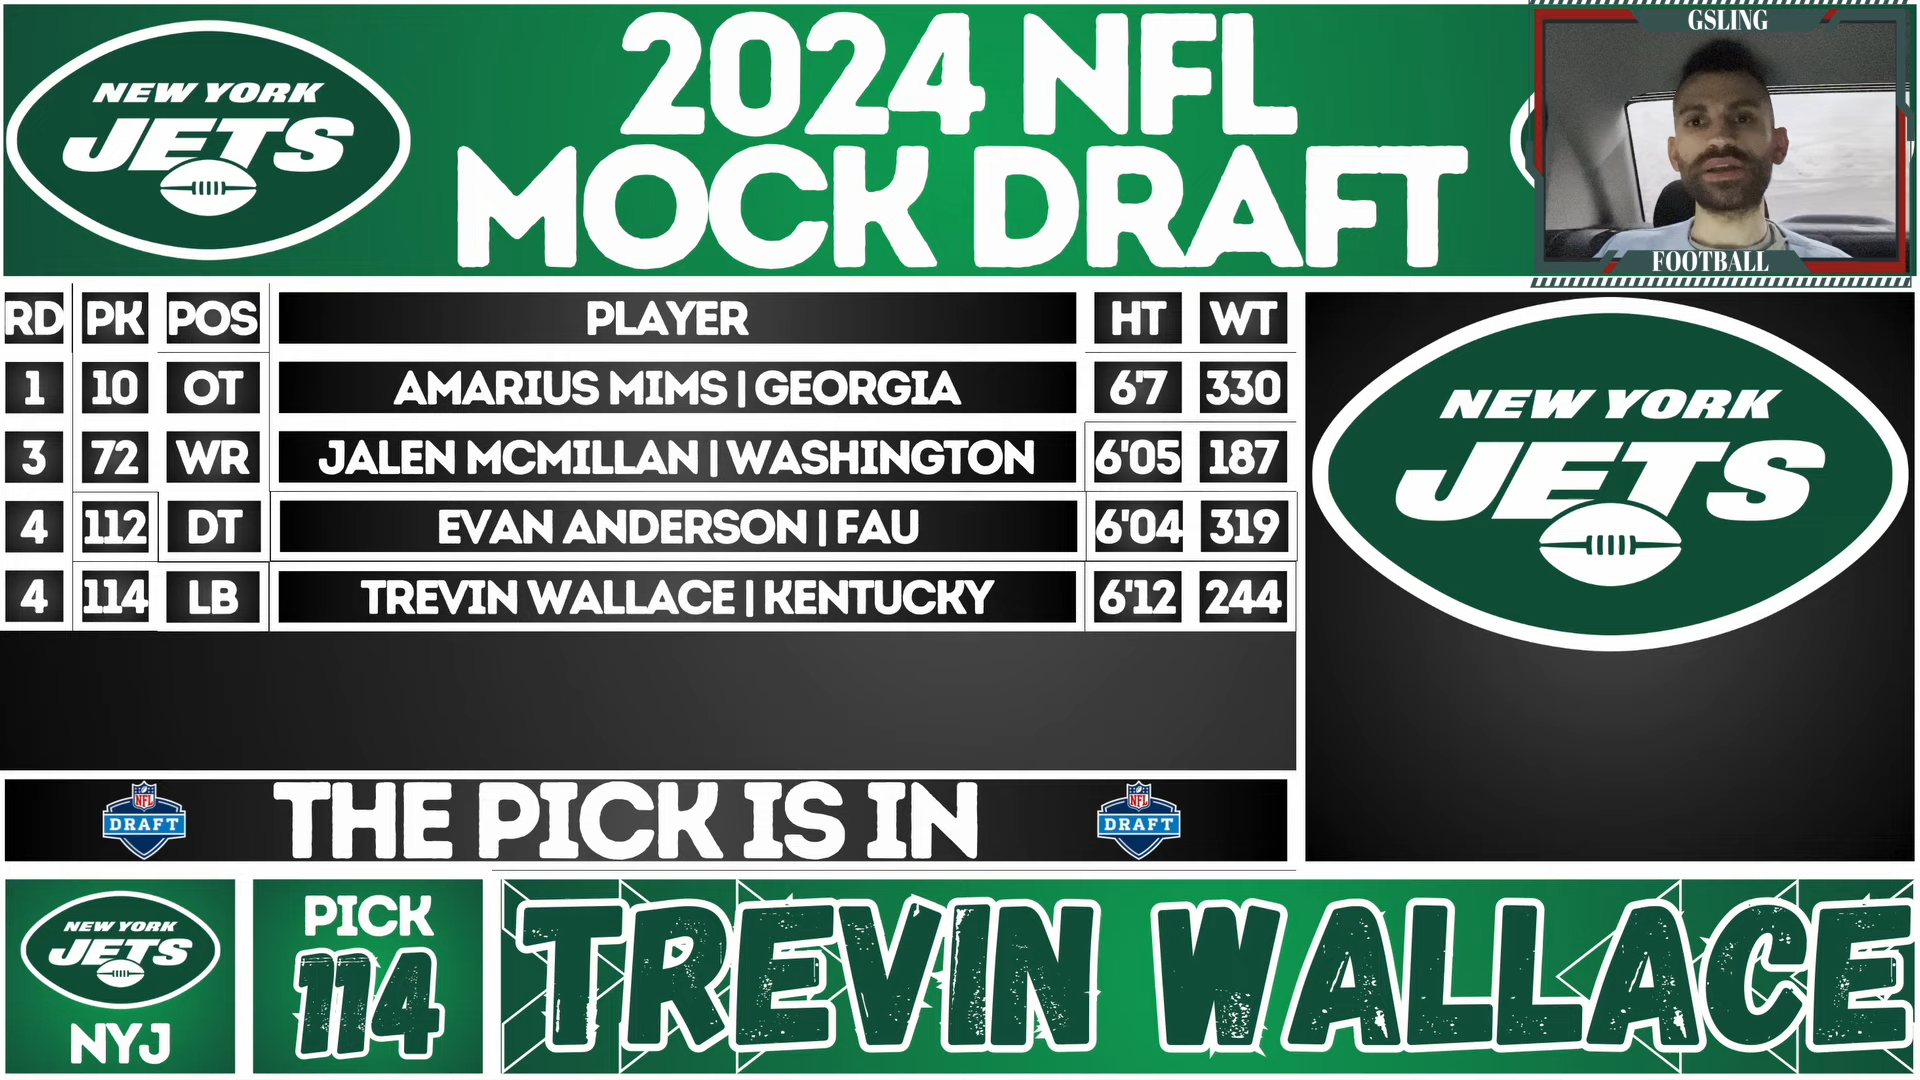 NEW YORK
JETS
2024 NFL
MOCK DRAFT
GSLING
FOOTBALL
RD PK POS PLAYER HT WT
1 10 OT AMARIUS MIMS | GEORGIA 6'7 330
3 72 WR JALEN MCMILLAN | WASHINGTON 6'05 187
4 112 DT EVAN ANDERSON | FAU 6'04 319
4 114 LB TREVIN WALLACE | KENTUCKY 6'12 244
NEW YORK
JETS
NFL
DRAFT
THE PICK IS IN
NFL
DRAFT
NEW YORK
JETS
NYJ
PICK
114
TREVIN WALLACE